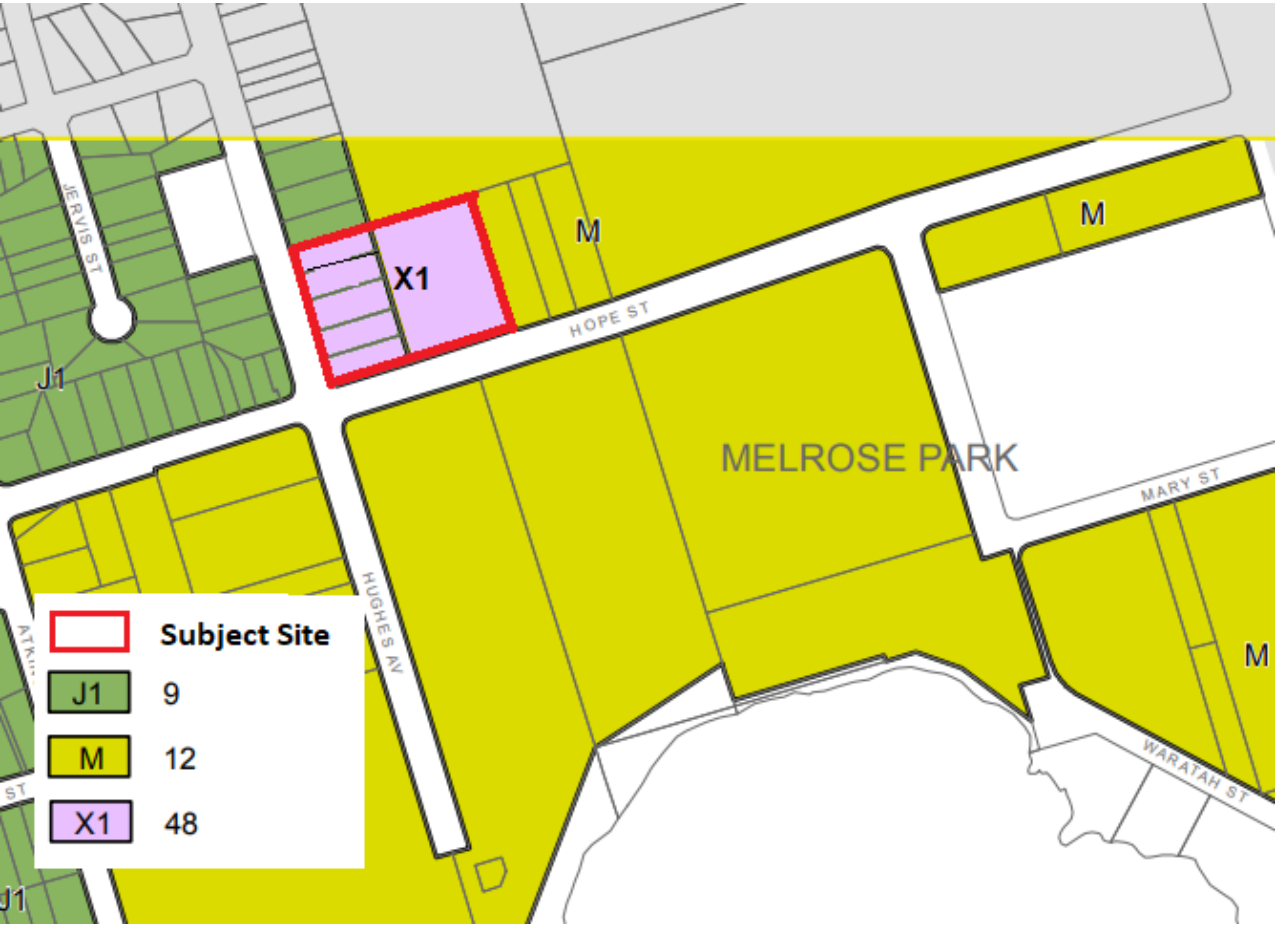 JERVIS ST
M
M
X1
HOPE ST
J1
MELROSE PARK
MARY ST
HUGHES AV
Subject Site
J1 9
M 12
X1 48
M
WARATAH ST
ST
J1